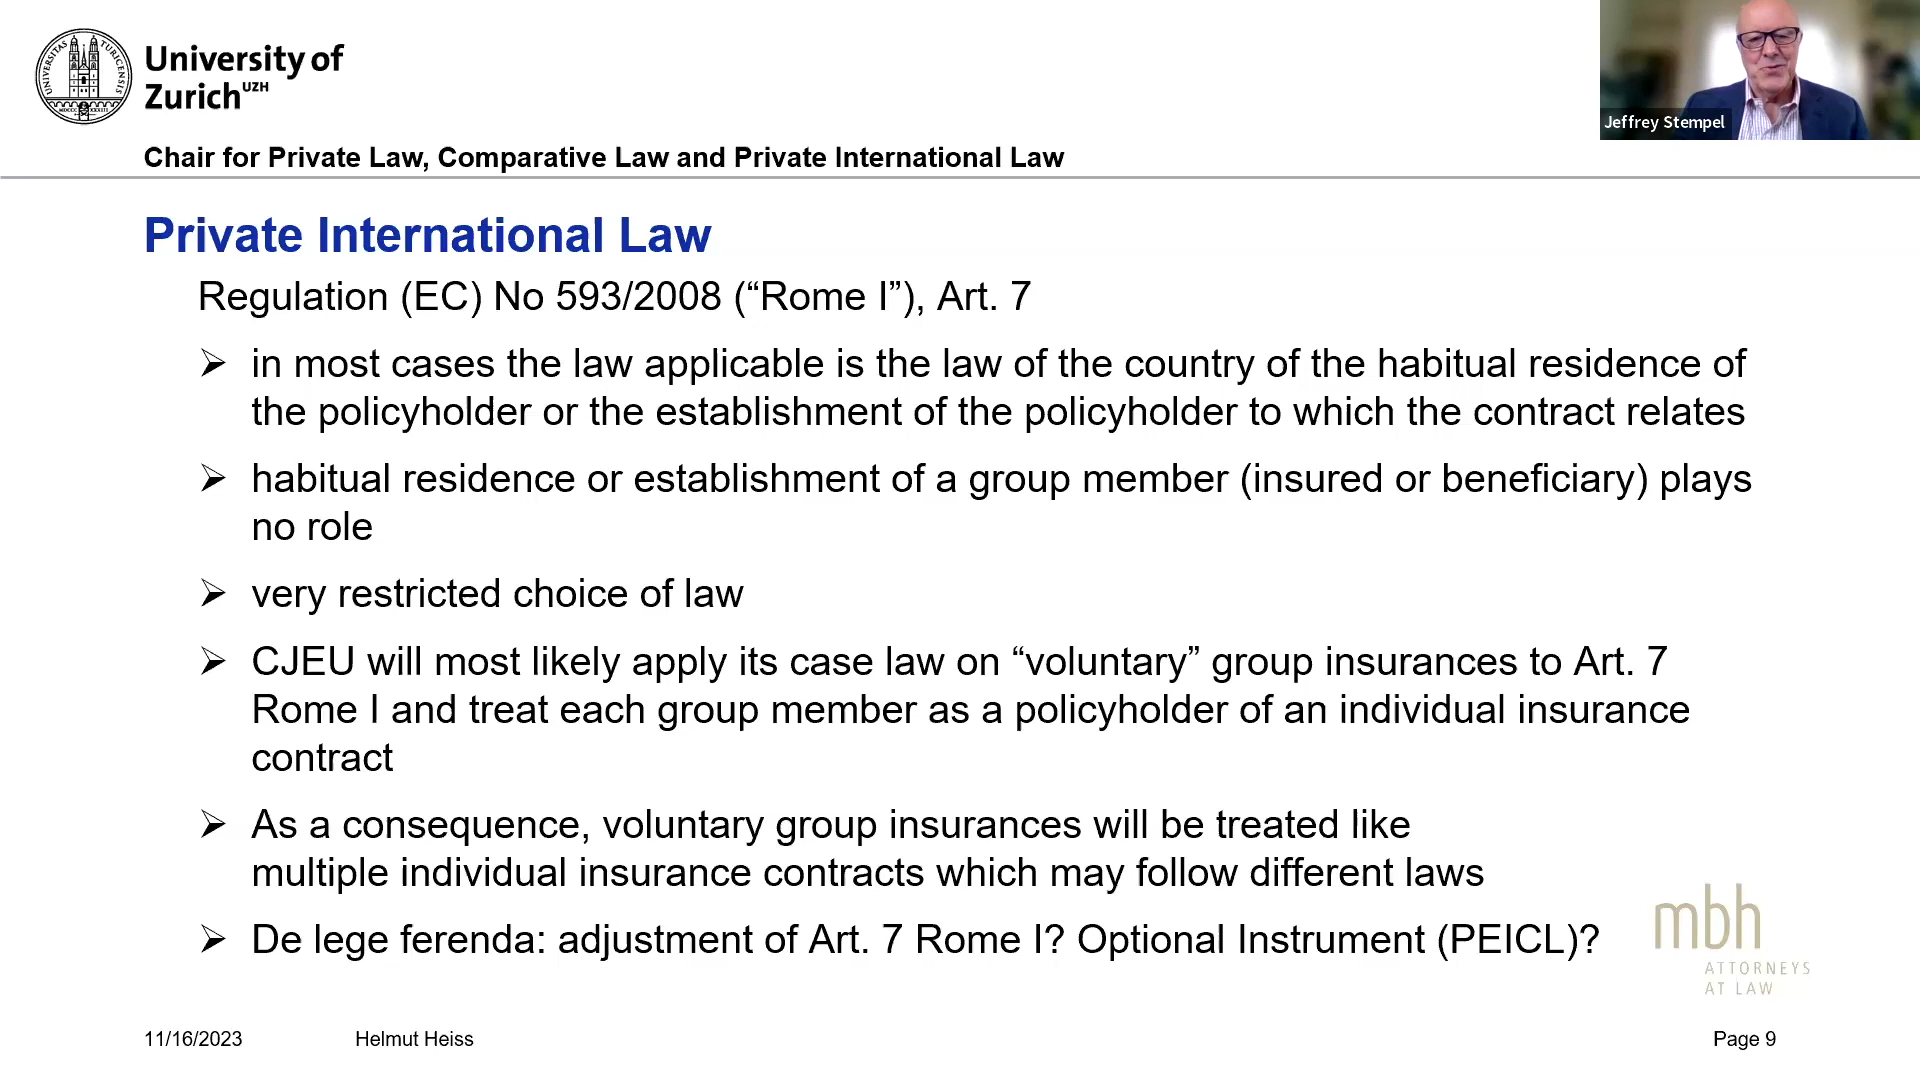 University of
Zurich UZH
Jeffrey Stempel
Chair for Private Law, Comparative Law and Private International Law
Private International Law
Regulation (EC) No 593/2008 (“Rome I”), Art. 7
➢ in most cases the law applicable is the law of the country of the habitual residence of
the policyholder or the establishment of the policyholder to which the contract relates
➢ habitual residence or establishment of a group member (insured or beneficiary) plays
no role
➢ very restricted choice of law
➢ CJEU will most likely apply its case law on “voluntary” group insurances to Art. 7
Rome I and treat each group member as a policyholder of an individual insurance
contract
➢ As a consequence, voluntary group insurances will be treated like
multiple individual insurance contracts which may follow different laws
➢ De lege ferenda: adjustment of Art. 7 Rome I? Optional Instrument (PEICL)?
mbh
ATTORNEYS
AT LAW
11/16/2023 Helmut Heiss Page 9